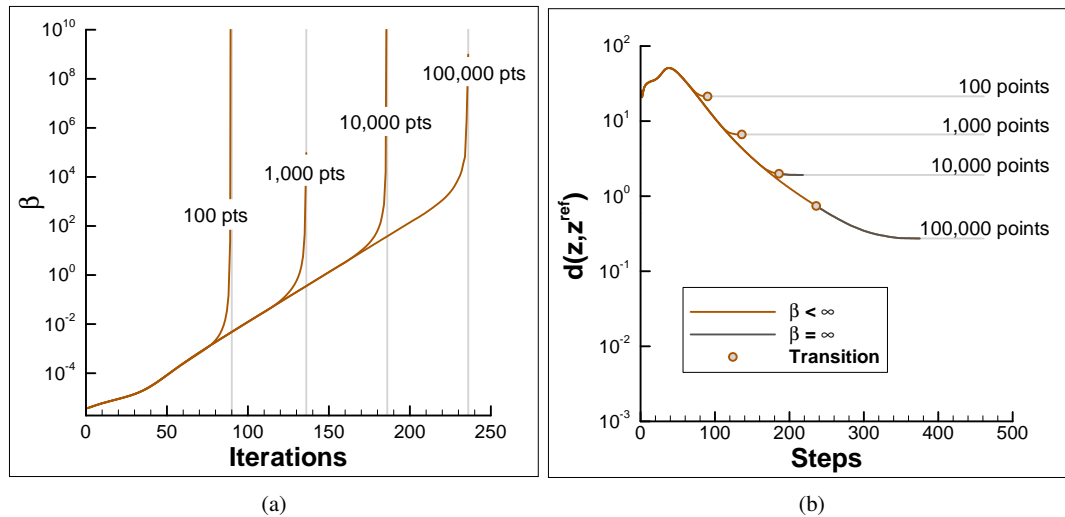 10^10
10^8
10^6
10^4
10^2
10^0
10^-2
10^-4
β
100 pts
1,000 pts
10,000 pts
100,000 pts
0 50 100 150 200 250
Iterations
(a)
10^2
10^1
10^0
10^-1
10^-2
10^-3
d(z,z^ref)
100 points
1,000 points
10,000 points
100,000 points
β < ∞
β = ∞
Transition
0 100 200 300 400 500
Steps
(b)